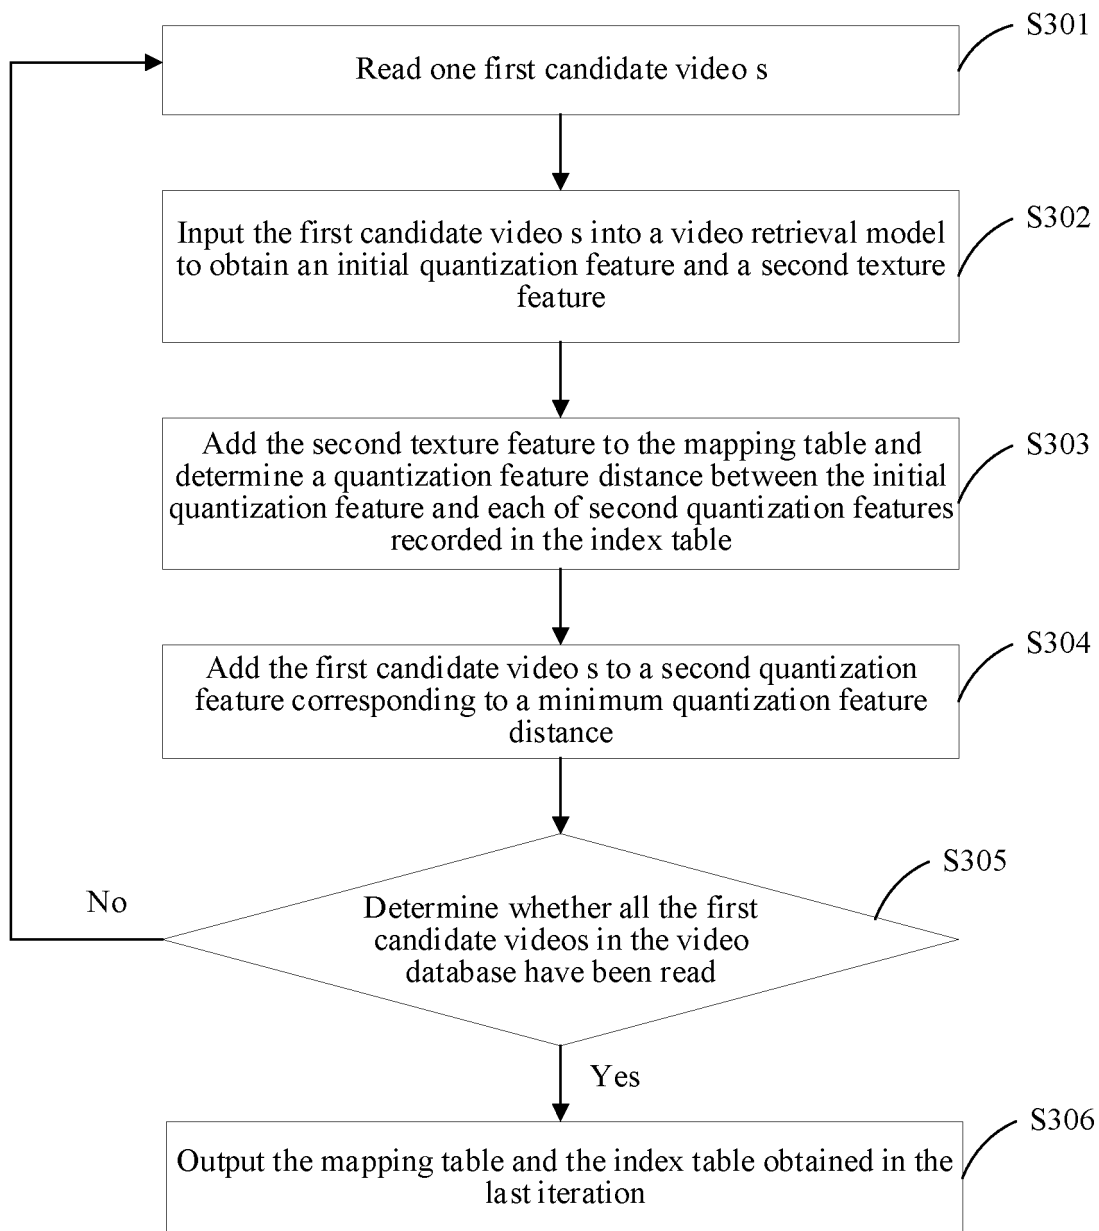 S301
Read one first candidate video s
S302
Input the first candidate video s into a video retrieval model
to obtain an initial quantization feature and a second texture
feature
S303
Add the second texture feature to the mapping table and
determine a quantization feature distance between the initial
quantization feature and each of second quantization features
recorded in the index table
S304
Add the first candidate video s to a second quantization
feature corresponding to a minimum quantization feature
distance
S305
No
Determine whether all the first
candidate videos in the video
database have been read
Yes
S306
Output the mapping table and the index table obtained in the
last iteration